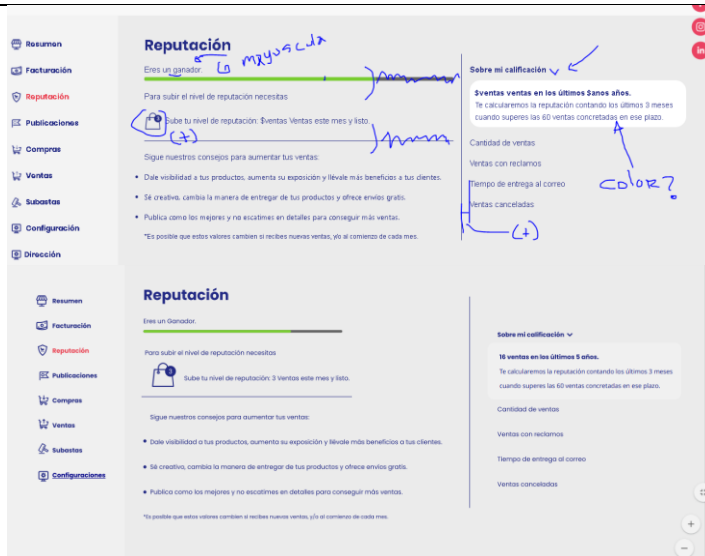 Resumen
Facturación
Reputación
Publicaciones
Compras
Ventas
Subastas
Configuración
Dirección
Reputación
mayuscula
Eres un ganador.
Para subir el nivel de reputación necesitas
Sube tu nivel de reputación: $ventas Ventas este mes y listo.
(+)
Sigue nuestros consejos para aumentar tus ventas:
Dale visibilidad a tus productos, aumenta su exposición y llévale más beneficios a tus clientes.
Sé creativo, cambia la manera de entregar de tus productos y ofrece envíos gratis.
Publica como los mejores y no escatimes en detalles para conseguir más ventas.
*Es posible que estos valores cambien si recibes nuevas ventas, y/o al comienzo de cada mes.
Sobre mi calificación
$ventas ventas en los últimos $anos años.
Te calcularemos la reputación contando los últimos 3 meses
cuando superes las 60 ventas concretadas en ese plazo.
Cantidad de ventas
Ventas con reclamos
Tiempo de entrega al correo
Ventas canceladas
COLOR?
(+)
in
Resumen
Facturación
Reputación
Publicaciones
Compras
Ventas
Subastas
Configuraciones
Reputación
Eres un Ganador.
Para subir el nivel de reputación necesitas
3
Sube tu nivel de reputación: 3 Ventas este mes y listo.
Sigue nuestros consejos para aumentar tus ventas:
Dale visibilidad a tus productos, aumenta su exposición y llévale más beneficios a tus clientes.
Sé creativo, cambia la manera de entregar de tus productos y ofrece envíos gratis.
Publica como los mejores y no escatimes en detalles para conseguir más ventas.
*Es posible que estos valores cambien si recibes nuevas ventas, y/o al comienzo de cada mes.
Sobre mi calificación
16 ventas en los últimos 5 años.
Te calcularemos la reputación contando los últimos 3 meses
cuando superes las 60 ventas concretadas en ese plazo.
Cantidad de ventas
Ventas con reclamos
Tiempo de entrega al correo
Ventas canceladas